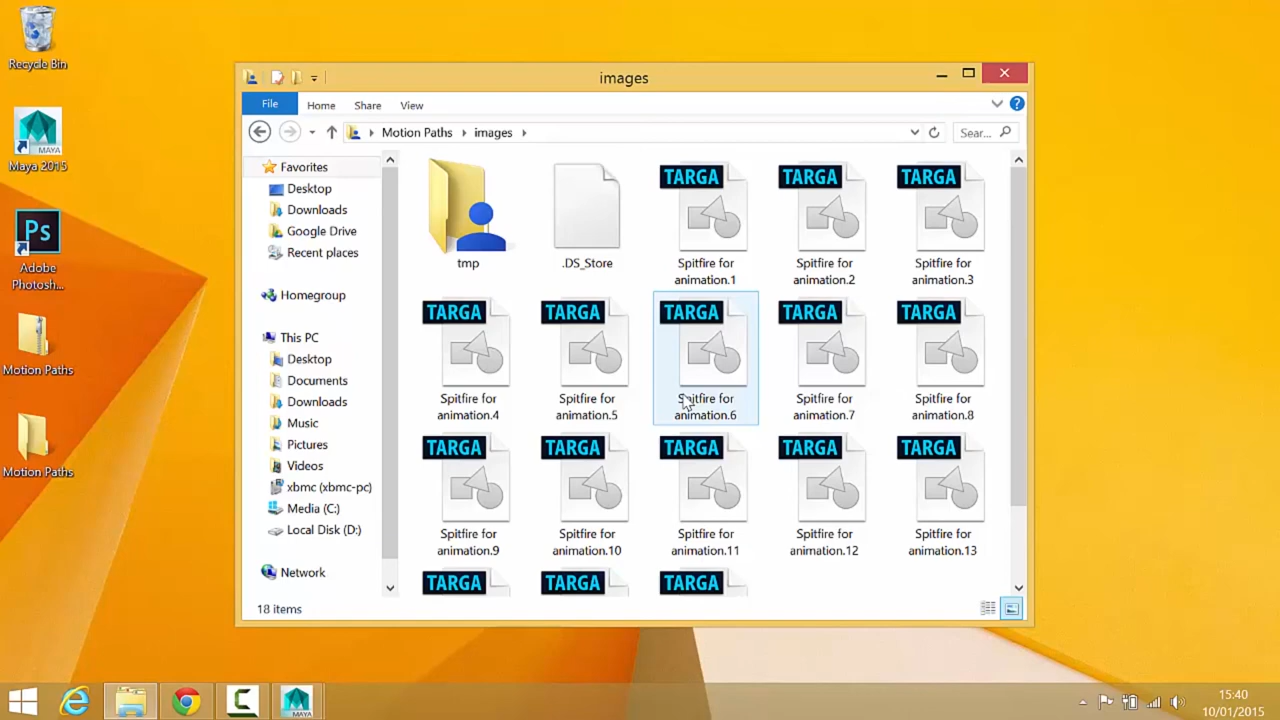 Recycle Bin
MAYA
Maya 2015
Ps
Adobe
Photosh...
Motion Paths
Motion Paths
images
File
Home
Share
View
?
Motion Paths
images
Sear...
Favorites
Desktop
Downloads
Google Drive
Recent places
Homegroup
This PC
Desktop
Documents
Downloads
Music
Pictures
Videos
xbmc (xbmc-pc)
Media (C:)
Local Disk (D:)
Network
tmp
.DS_Store
TARGA
Spitfire for
animation.1
TARGA
Spitfire for
animation.2
TARGA
Spitfire for
animation.3
TARGA
Spitfire for
animation.4
TARGA
Spitfire for
animation.5
TARGA
Spitfire for
animation.6
TARGA
Spitfire for
animation.7
TARGA
Spitfire for
animation.8
TARGA
Spitfire for
animation.9
TARGA
Spitfire for
animation.10
TARGA
Spitfire for
animation.11
TARGA
Spitfire for
animation.12
TARGA
Spitfire for
animation.13
TARGA
TARGA
TARGA
18 items
C
MAYA
15:40
10/01/2015